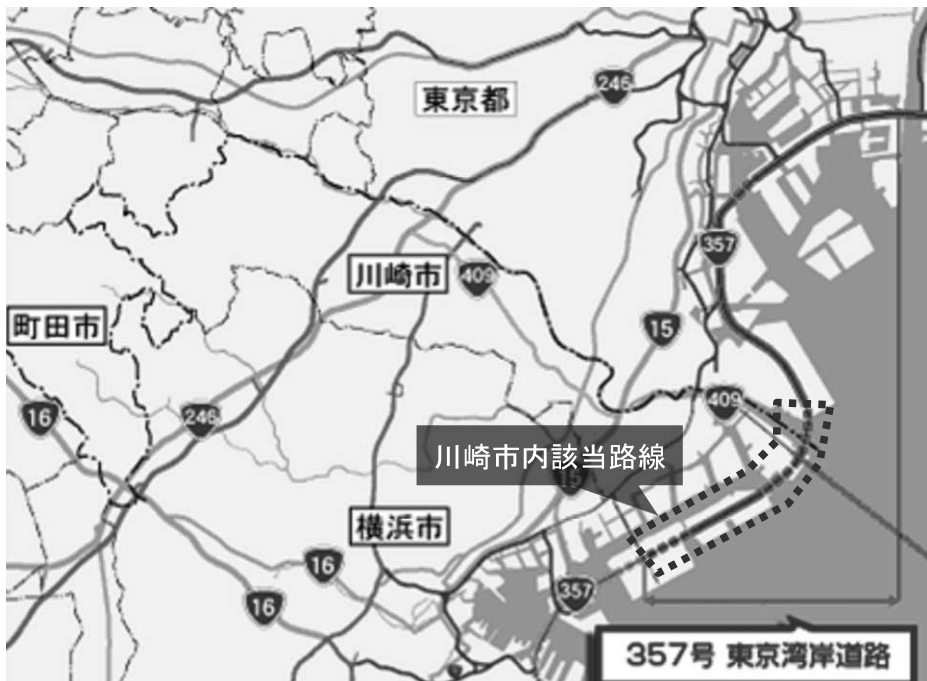 246
東京都
357
川崎市
409
町田市
15
409
16
246
川崎市内該当路線
15
横浜市
16
357
16
357号 東京湾岸道路